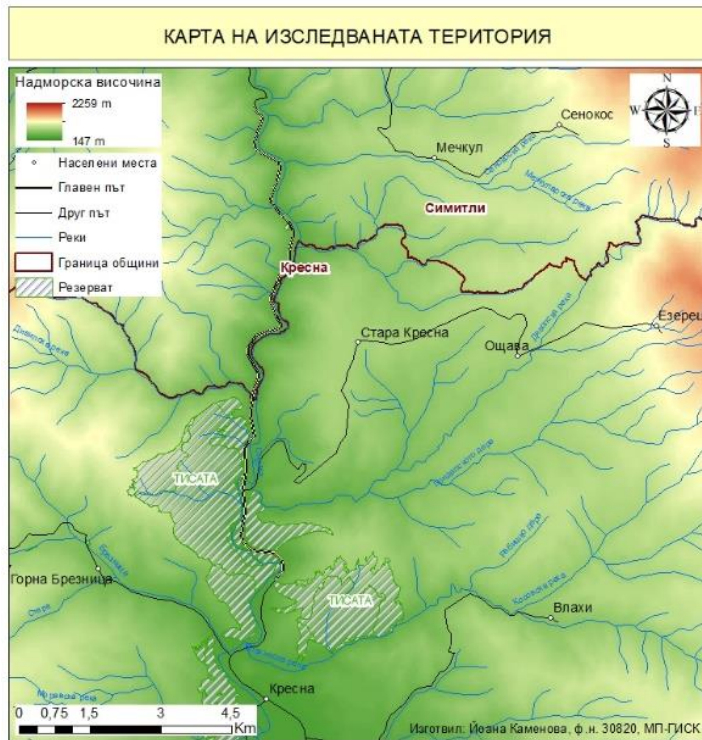 КАРТА НА ИЗСЛЕДВАНАТА ТЕРИТОРИЯ
Надморска височина
2259 m
147 m
Населени места
Главен път
Друг път
Реки
Граница общини
Резерват
N
W
E
S
Сенокос
Мечкул
Симитли
Кресна
Стара Кресна
Ощава
Езерец
ТИСАТА
ТИСАТА
Горна Брезница
Влахи
Кресна
0 0,75 1,5 3 4,5
Km
Изготвил: Йоана Каменова, ф.н. 30820, МП-ГИСК